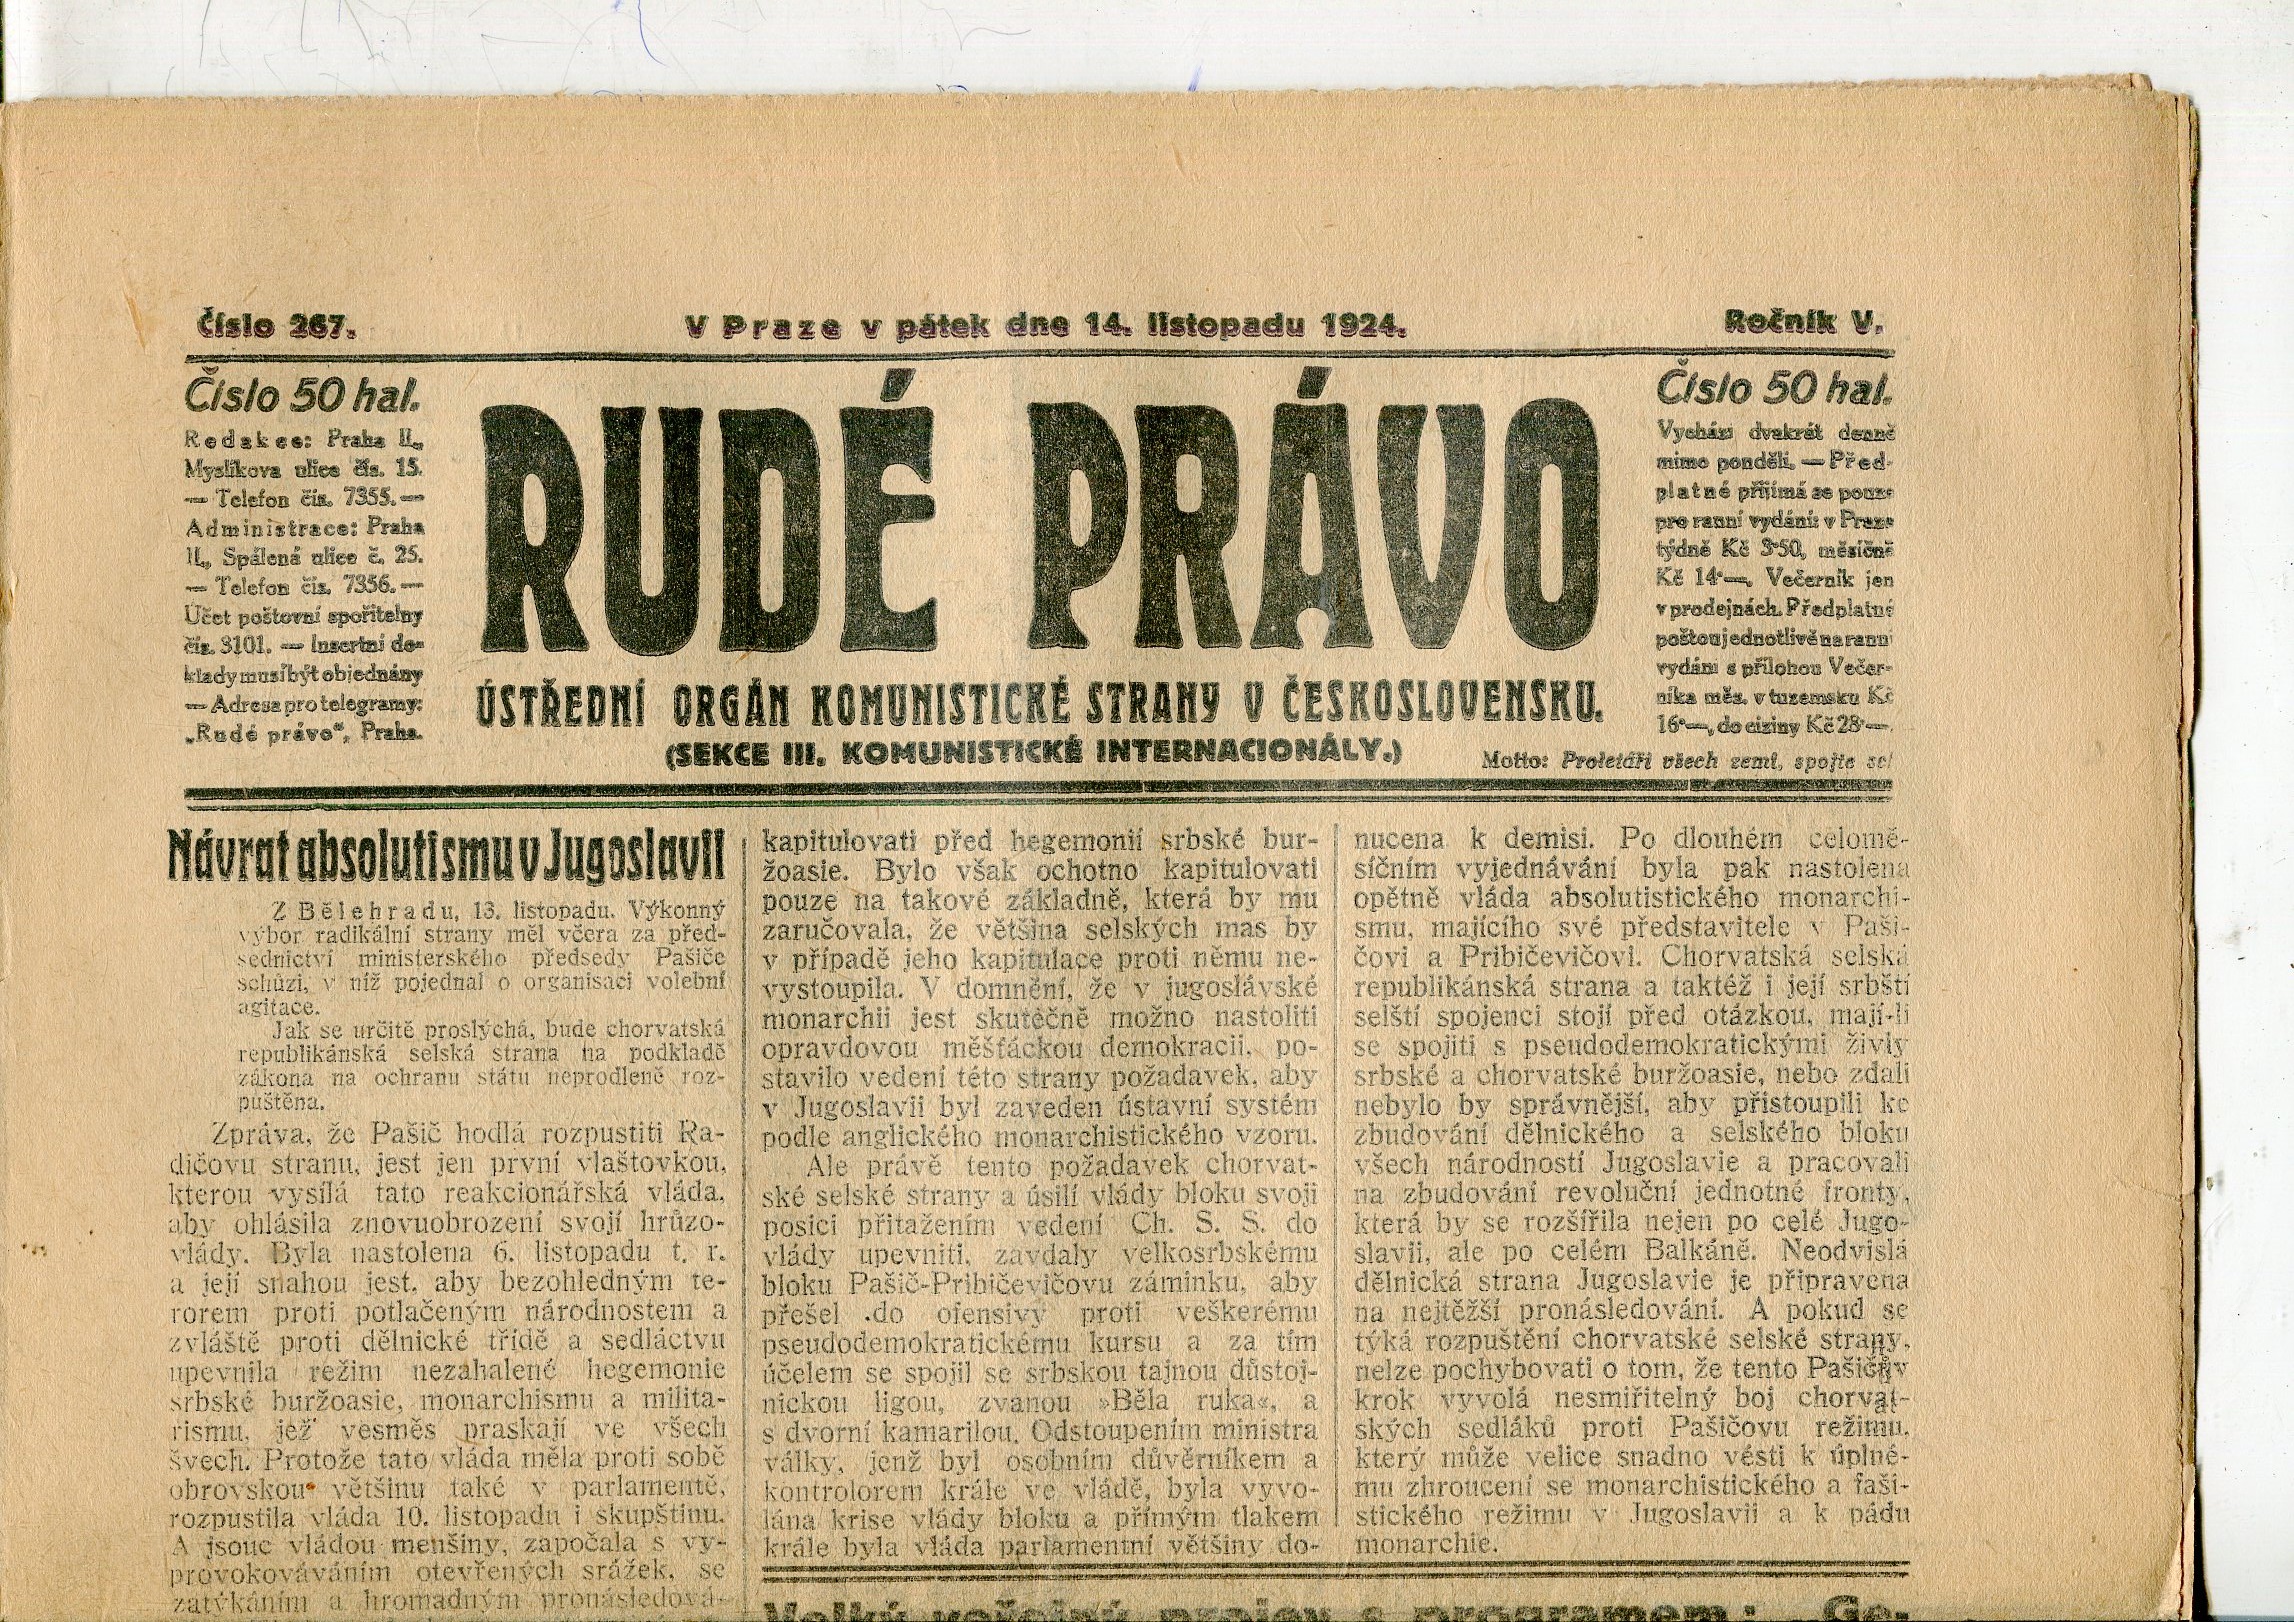 Číslo 267.
V Praze v pátek dne 14. listopadu 1924.
Ročník V.
Číslo 50 hal.
Redakce: Praha II.,
Myslíkova ulice čís. 15.
— Telefon čís. 7355. —
Administrace: Praha
II., Spálená ulice č. 25.
— Telefon čís. 7356. —
Účet poštovní spořitelny
čís. 3101. — Insertní do-
klady musí být objednány
— Adresa pro telegramy:
„Rudé právo“, Praha.
RUDÉ PRÁVO
ÚSTŘEDNÍ ORGÁN KOMUNISTICKÉ STRANY V ČESKOSLOVENSKU.
(SEKCE III. KOMUNISTICKÉ INTERNACIONÁLY.)
Číslo 50 hal.
Vychází dvakrát denně
mimo pondělí. — Před-
platné přijímá se pouze
pro ranní vydání: v Praze
týdně Kč 3·50, měsíčně
Kč 14·—, Večerník jen
v prodejnách. Předplatné
poštou jednotlivě na ranní
vydání s přílohou Večer-
níka měs. v tuzemsku Kč
16·—, do ciziny Kč 28·—.
Motto: Proletáři všech zemí, spojte se!
Návrat absolutismu v Jugoslavii
Z Bělehradu, 13. listopadu. Výkonný
výbor radikální strany měl včera za před-
sednictví ministerského předsedy Pašiče
schůzi, v níž pojednal o organisaci volební
agitace.
Jak se určitě proslýchá, bude chorvatská
republikánská selská strana na podkladě
zákona na ochranu státu neprodleně roz-
puštěna.
Zpráva, že Pašič hodlá rozpustiti Ra-
dičovu stranu, jest jen první vlaštovkou,
kterou vysílá tato reakcionářská vláda,
aby ohlásila znovuobrození svojí hrůzo-
vlády. Byla nastolena 6. listopadu t. r.
a její snahou jest, aby bezohledným te-
rorem proti potlačeným národnostem a
zvláště proti dělnické třídě a sedláctvu
upevnila režim nezahalené hegemonie
srbské buržoasie, monarchismu a milita-
rismu, jež vesměs praskají ve všech
švech. Protože tato vláda měla proti sobě
obrovskou většinu také v parlamentě,
rozpustila vláda 10. listopadu i skupštinu.
A jsouc vládou menšiny, započala s vy-
provokováváním otevřených srážek, se
zatýkáním a hromadným pronásledová-
kapitulovati před hegemonií srbské bur-
žoasie. Bylo však ochotno kapitulovati
pouze na takové základně, která by mu
zaručovala, že většina selských mas by
v případě jeho kapitulace proti němu ne-
vystoupila. V domnění, že v jugoslávské
monarchii jest skutečně možno nastoliti
opravdovou měšťáckou demokracii, po-
stavilo vedení této strany požadavek, aby
v Jugoslavii byl zaveden ústavní systém
podle anglického monarchistického vzoru.
Ale právě tento požadavek chorvat-
ské selské strany a úsilí vlády bloku svoji
posici přitažením vedení Ch. S. S. do
vlády upevniti, zavdaly velkosrbskému
bloku Pašič-Pribičevičovu záminku, aby
přešel do ofensivy proti veškerému
pseudodemokratickému kursu a za tím
účelem se spojil se srbskou tajnou důstoj-
nickou ligou, zvanou »Běla ruka«, a
s dvorní kamarilou. Odstoupením ministra
války, jenž byl osobním důvěrníkem a
kontrolorem krále ve vládě, byla vyvo-
lána krise vlády bloku a přímým tlakem
krále byla vláda parlamentní většiny do-
nucena k demisi. Po dlouhém celomě-
síčním vyjednávání byla pak nastolena
opětně vláda absolutistického monarchi-
smu, majícího své představitele v Paši-
čovi a Pribičevičovi. Chorvatská selská
republikánská strana a taktéž i její srbští
selští spojenci stojí před otázkou, mají-li
se spojiti s pseudodemokratickými živly
srbské a chorvatské buržoasie, nebo zdali
nebylo by správnější, aby přistoupili ke
zbudování dělnického a selského bloku
všech národností Jugoslavie a pracovali
na zbudování revoluční jednotné fronty,
která by se rozšířila nejen po celé Jugo-
slavii, ale po celém Balkáně. Neodvislá
dělnická strana Jugoslavie je připravena
na nejtěžší pronásledování. A pokud se
týká rozpuštění chorvatské selské strany,
nelze pochybovati o tom, že tento Pašičův
krok vyvolá nesmiřitelný boj chorvat-
ských sedláků proti Pašičovu režimu,
který může velice snadno vésti k úplné-
mu zhroucení se monarchistického a faši-
stického režimu v Jugoslavii a k pádu
monarchie.
Velký veřejný projev s programem: Ge-